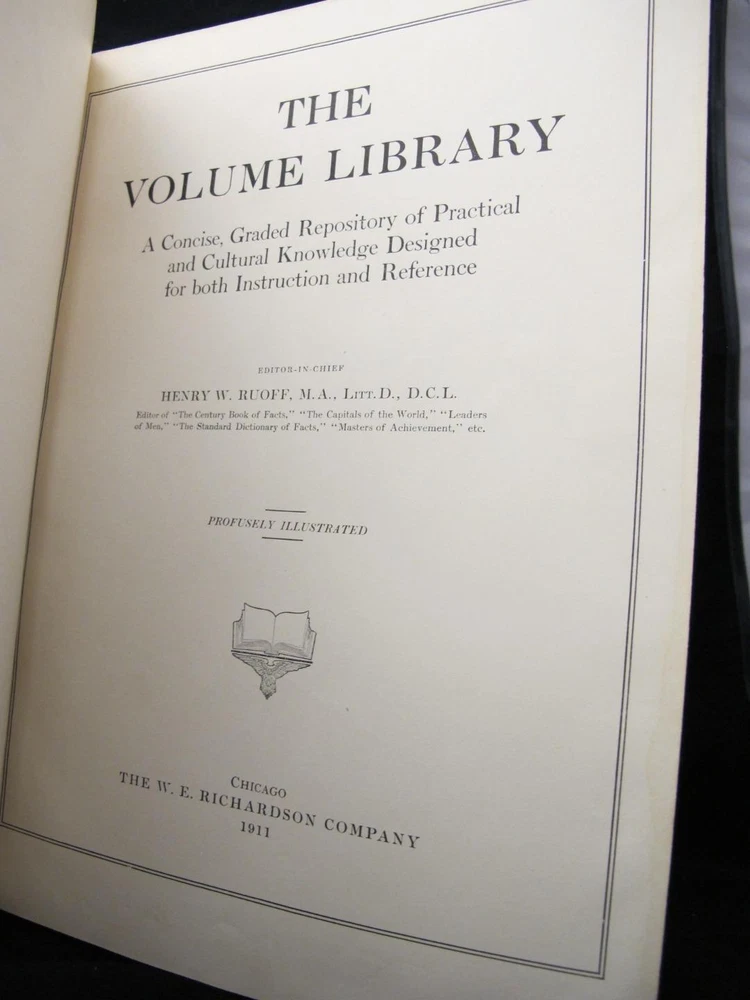 THE
VOLUME LIBRARY
A Concise, Graded Repository of Practical
and Cultural Knowledge Designed
for both Instruction and Reference
EDITOR-IN-CHIEF
HENRY W. RUOFF, M.A., LITT.D., D.C.L.
Editor of "The Century Book of Facts," "The Capitals of the World," "Leaders
of Men," "The Standard Dictionary of Facts," "Masters of Achievement," etc.
PROFUSELY ILLUSTRATED
CHICAGO
THE W. E. RICHARDSON COMPANY
1911